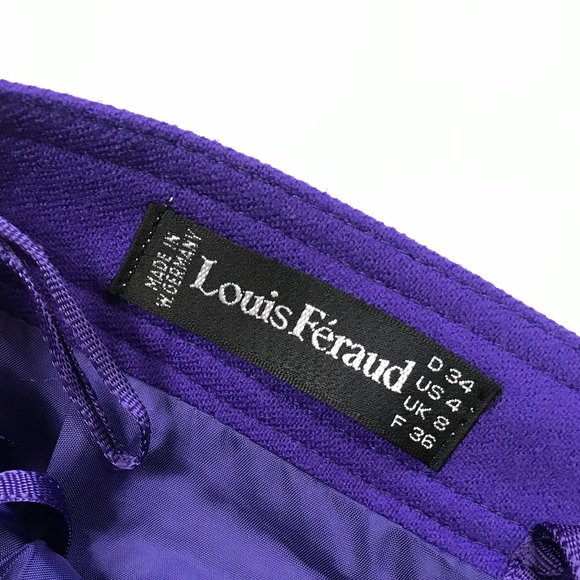 MADE IN
W.GERMANY
Louis Féraud
D 34
US 4
UK 8
F 36